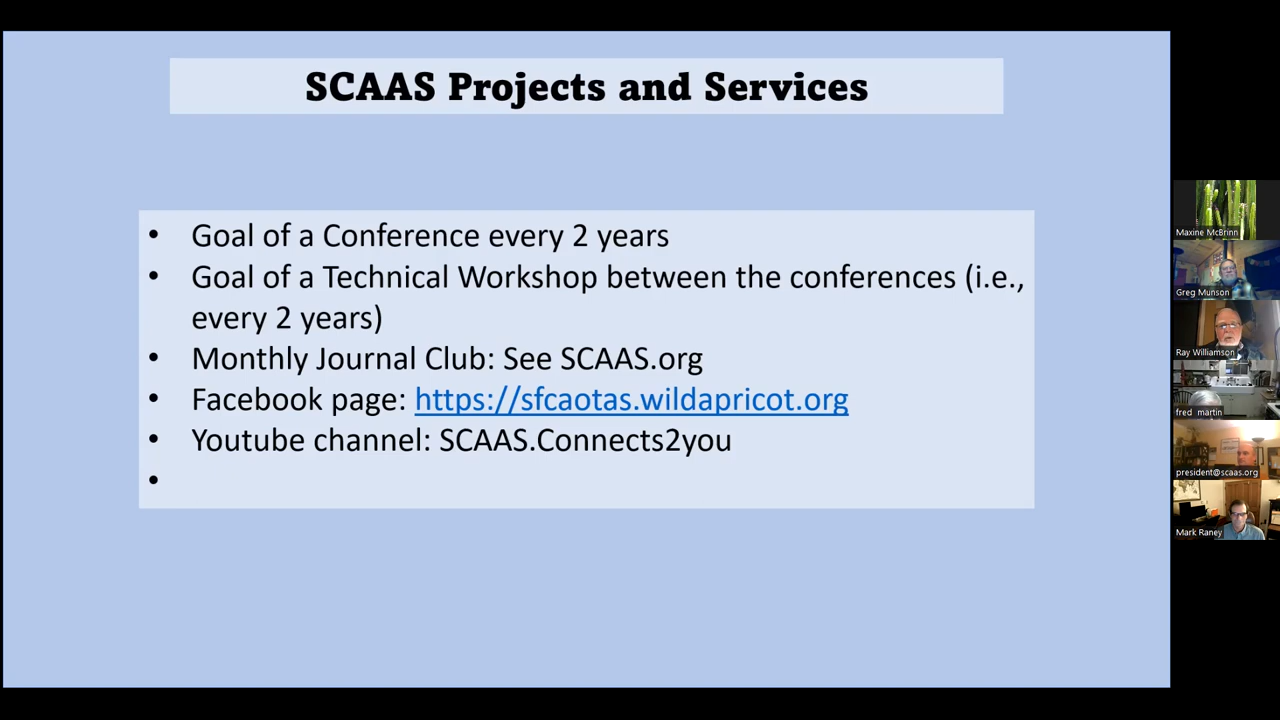 SCAAS Projects and Services
• Goal of a Conference every 2 years
• Goal of a Technical Workshop between the conferences (i.e.,
every 2 years)
• Monthly Journal Club: See SCAAS.org
• Facebook page: https://sfcaotas.wildapricot.org
• Youtube channel: SCAAS.Connects2you
•
Maxine McBrinn
Greg Munson
Ray Williamson
fred martin
president@scaas.org
Mark Raney